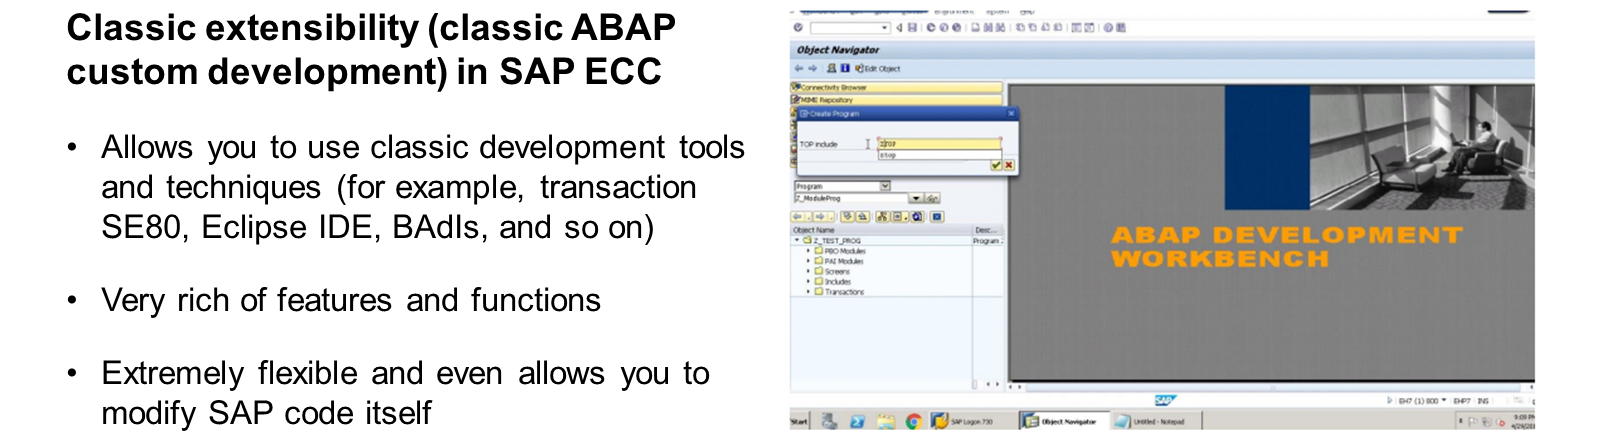 Classic extensibility (classic ABAP
custom development) in SAP ECC
• Allows you to use classic development tools
and techniques (for example, transaction
SE80, Eclipse IDE, BAdIs, and so on)
• Very rich of features and functions
• Extremely flexible and even allows you to
modify SAP code itself
Object Navigator
Edit Object
Connectivity Browser
MIME Repository
Create Program
TOP include
ZTOP
ztop
Program
Z_ModuleProg
Object Name Desc...
Z_TEST_PROG Program
PBO Modules
PAI Modules
Screens
Includes
Transactions
ABAP DEVELOPMENT
WORKBENCH
SAP
EH7 (1) 800 EHP7 INS
Start SAP Logon 730 Object Navigator Untitled - Notepad